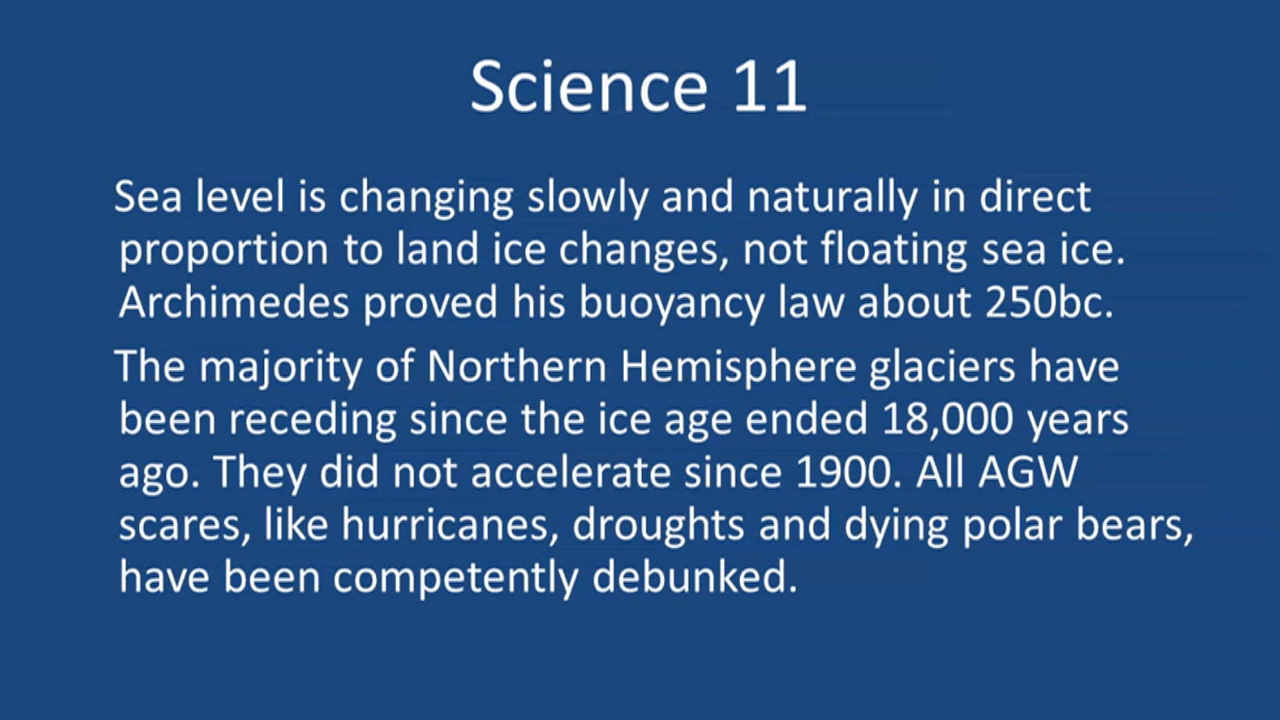 Science 11
Sea level is changing slowly and naturally in direct
proportion to land ice changes, not floating sea ice.
Archimedes proved his buoyancy law about 250bc.
The majority of Northern Hemisphere glaciers have
been receding since the ice age ended 18,000 years
ago. They did not accelerate since 1900. All AGW
scares, like hurricanes, droughts and dying polar bears,
have been competently debunked.